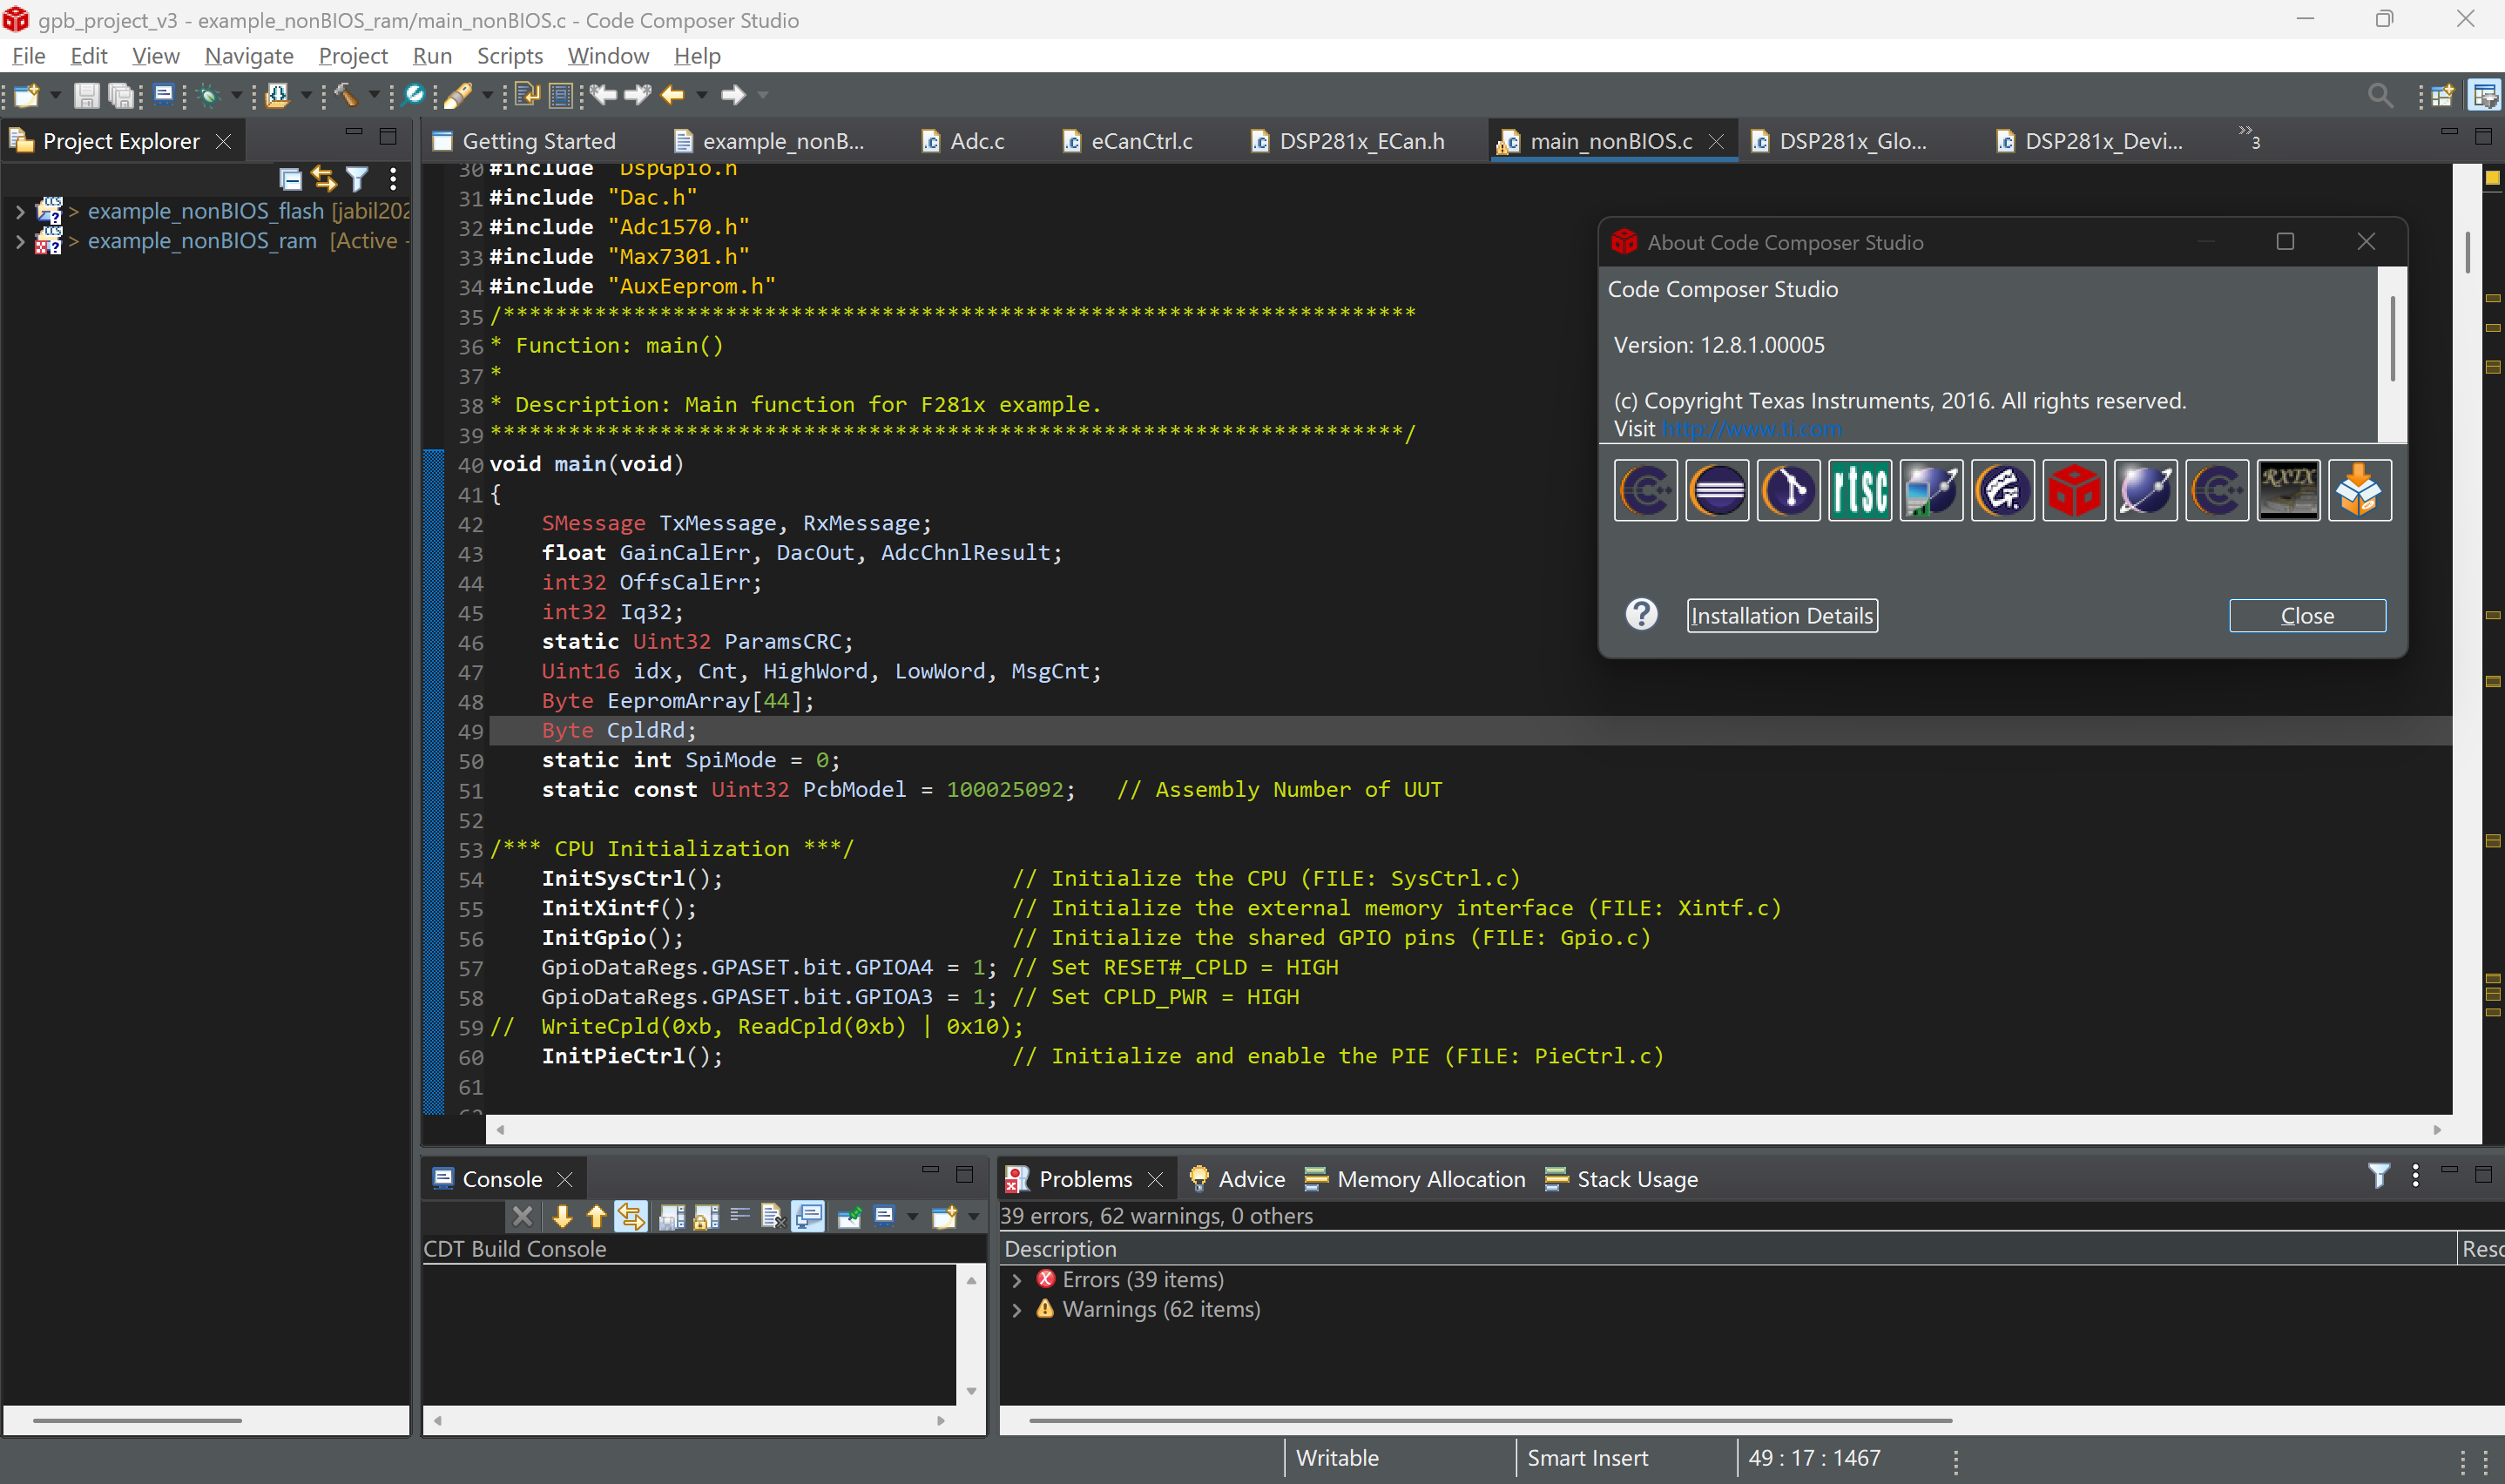 gpb_project_v3 - example_nonBIOS_ram/main_nonBIOS.c - Code Composer Studio
File Edit View Navigate Project Run Scripts Window Help
Project Explorer
example_nonBIOS_flash [jabil202
example_nonBIOS_ram [Active -
Getting Started example_nonB... Adc.c eCanCtrl.c DSP281x_ECan.h main_nonBIOS.c DSP281x_Glo... DSP281x_Devi... »3
30 #include "DspGpio.h
31 #include "Dac.h"
32 #include "Adc1570.h"
33 #include "Max7301.h"
34 #include "AuxEeprom.h"
35 /**********************************************************************
36 * Function: main()
37 *
38 * Description: Main function for F281x example.
39 **********************************************************************/
40 void main(void)
41 {
42     SMessage TxMessage, RxMessage;
43     float GainCalErr, DacOut, AdcChnlResult;
44     int32 OffsCalErr;
45     int32 Iq32;
46     static Uint32 ParamsCRC;
47     Uint16 idx, Cnt, HighWord, LowWord, MsgCnt;
48     Byte EepromArray[44];
49     Byte CpldRd;
50     static int SpiMode = 0;
51     static const Uint32 PcbModel = 100025092;   // Assembly Number of UUT
52
53 /*** CPU Initialization ***/
54     InitSysCtrl();                      // Initialize the CPU (FILE: SysCtrl.c)
55     InitXintf();                        // Initialize the external memory interface (FILE: Xintf.c)
56     InitGpio();                         // Initialize the shared GPIO pins (FILE: Gpio.c)
57     GpioDataRegs.GPASET.bit.GPIOA4 = 1; // Set RESET#_CPLD = HIGH
58     GpioDataRegs.GPASET.bit.GPIOA3 = 1; // Set CPLD_PWR = HIGH
59 //  WriteCpld(0xb, ReadCpld(0xb) | 0x10);
60     InitPieCtrl();                      // Initialize and enable the PIE (FILE: PieCtrl.c)
61
About Code Composer Studio
Code Composer Studio
Version: 12.8.1.00005
(c) Copyright Texas Instruments, 2016. All rights reserved.
Visit http://www.ti.com
rtsc
RXTX
Installation Details
Close
Console
CDT Build Console
Problems Advice Memory Allocation Stack Usage
39 errors, 62 warnings, 0 others
Description Reso
Errors (39 items)
Warnings (62 items)
Writable Smart Insert 49 : 17 : 1467